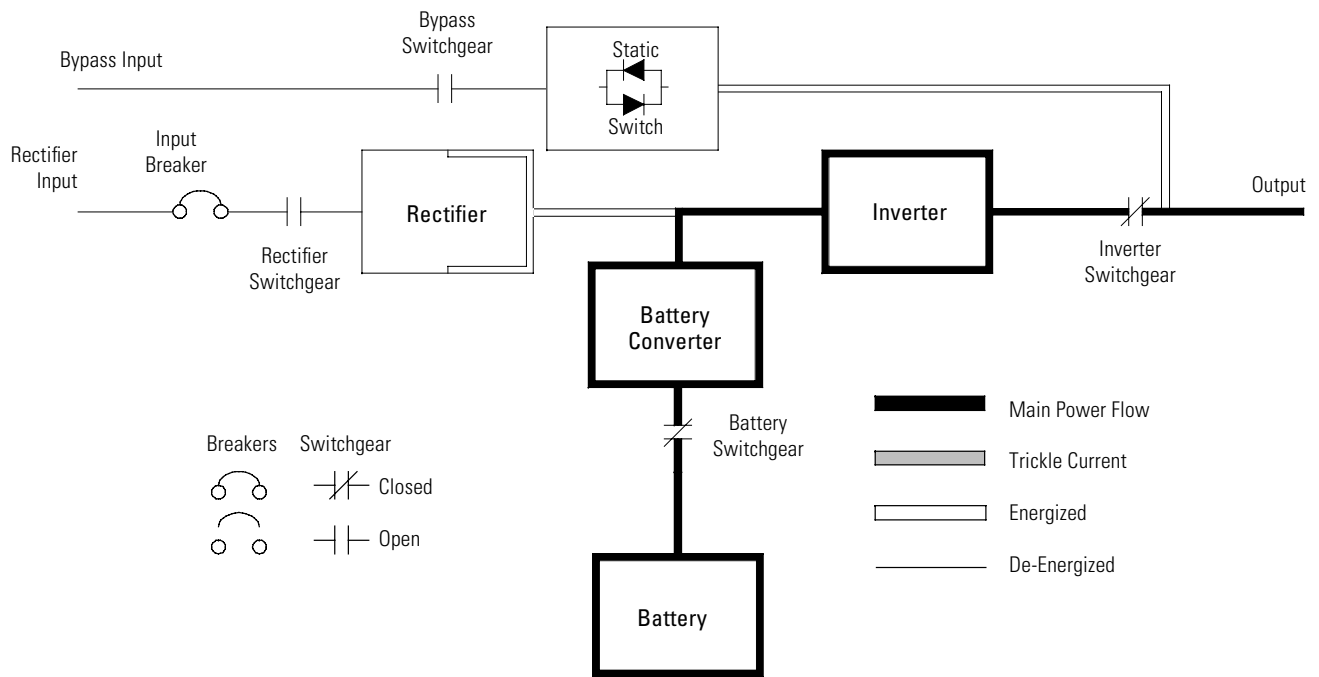 Bypass
Switchgear
Bypass Input
Static
Switch
Rectifier
Input
Input
Breaker
Rectifier
Switchgear
Rectifier
Inverter
Output
Inverter
Switchgear
Battery
Converter
Battery
Switchgear
Battery
Breakers Switchgear
Closed
Open
Main Power Flow
Trickle Current
Energized
De-Energized